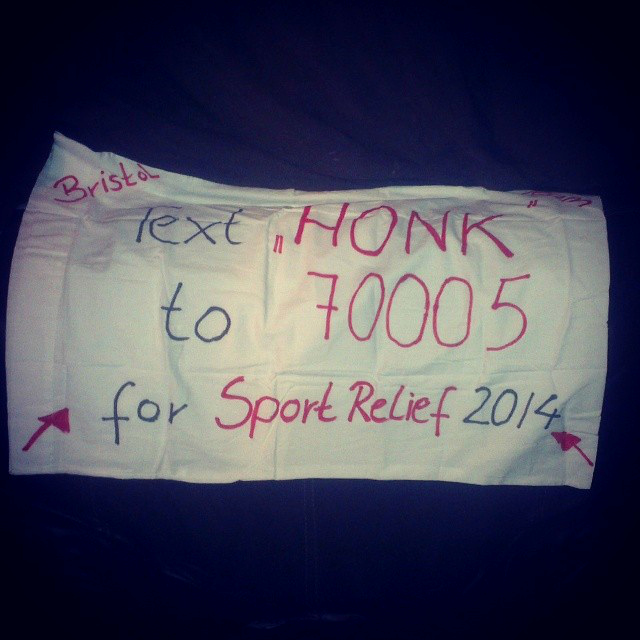 Bristol
Text „HONK"
to 70005
for Sport Relief 2014